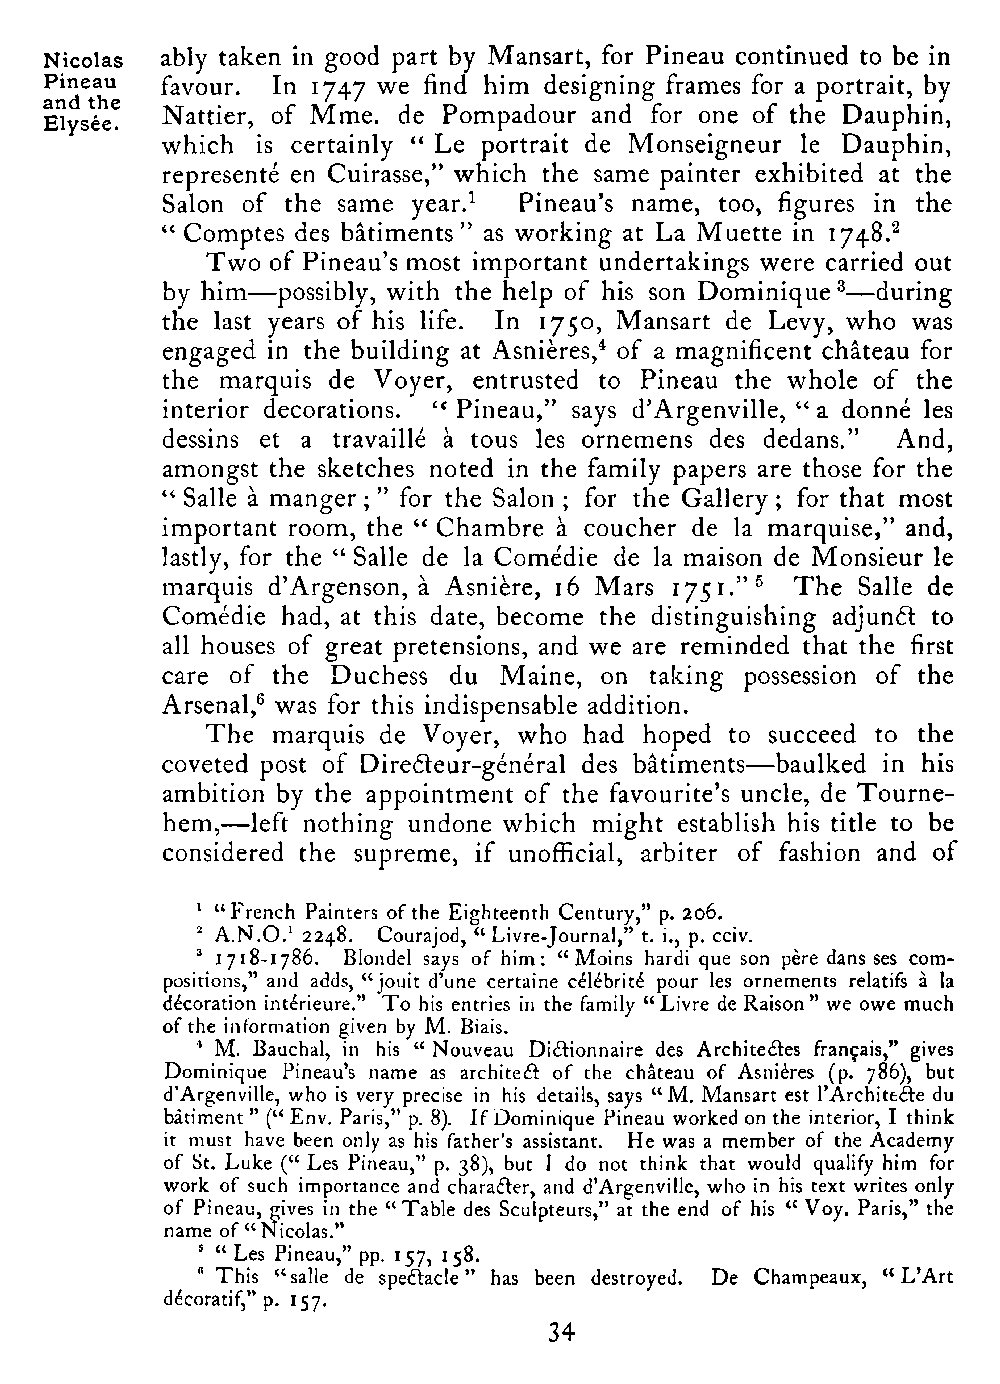 Nicolas
Pineau
and the
Elysée.
ably taken in good part by Mansart, for Pineau continued to be in
favour. In 1747 we find him designing frames for a portrait, by
Nattier, of Mme. de Pompadour and for one of the Dauphin,
which is certainly “ Le portrait de Monseigneur le Dauphin,
representé en Cuirasse,” which the same painter exhibited at the
Salon of the same year.¹ Pineau's name, too, figures in the
“ Comptes des bâtiments ” as working at La Muette in 1748.²
Two of Pineau's most important undertakings were carried out
by him—possibly, with the help of his son Dominique ³—during
the last years of his life. In 1750, Mansart de Levy, who was
engaged in the building at Asnières,⁴ of a magnificent château for
the marquis de Voyer, entrusted to Pineau the whole of the
interior decorations. “ Pineau,” says d'Argenville, “ a donné les
dessins et a travaillé à tous les ornemens des dedans.” And,
amongst the sketches noted in the family papers are those for the
“ Salle à manger ; ” for the Salon ; for the Gallery ; for that most
important room, the “ Chambre à coucher de la marquise,” and,
lastly, for the “ Salle de la Comédie de la maison de Monsieur le
marquis d'Argenson, à Asnière, 16 Mars 1751.” ⁵ The Salle de
Comédie had, at this date, become the distinguishing adjunct to
all houses of great pretensions, and we are reminded that the first
care of the Duchess du Maine, on taking possession of the
Arsenal,⁶ was for this indispensable addition.
The marquis de Voyer, who had hoped to succeed to the
coveted post of Directeur-général des bâtiments—baulked in his
ambition by the appointment of the favourite's uncle, de Tourne-
hem,—left nothing undone which might establish his title to be
considered the supreme, if unofficial, arbiter of fashion and of
¹ “ French Painters of the Eighteenth Century,” p. 206.
² A.N.O.¹ 2248. Courajod, “ Livre-Journal,” t. i., p. cciv.
³ 1718-1786. Blondel says of him : “ Moins hardi que son père dans ses com-
positions,” and adds, “ jouit d'une certaine célébrité pour les ornements relatifs à la
décoration intérieure.” To his entries in the family “ Livre de Raison ” we owe much
of the information given by M. Biais.
⁴ M. Bauchal, in his “ Nouveau Dictionnaire des Architectes français,” gives
Dominique Pineau's name as architect of the château of Asnières (p. 786), but
d'Argenville, who is very precise in his details, says “ M. Mansart est l'Architecte du
bâtiment ” (“ Env. Paris,” p. 8). If Dominique Pineau worked on the interior, I think
it must have been only as his father's assistant. He was a member of the Academy
of St. Luke (“ Les Pineau,” p. 38), but I do not think that would qualify him for
work of such importance and character, and d'Argenville, who in his text writes only
of Pineau, gives in the “ Table des Sculpteurs,” at the end of his “ Voy. Paris,” the
name of “ Nicolas.”
⁵ “ Les Pineau,” pp. 157, 158.
⁶ This “ salle de spectacle ” has been destroyed. De Champeaux, “ L'Art
décoratif,” p. 157.
34